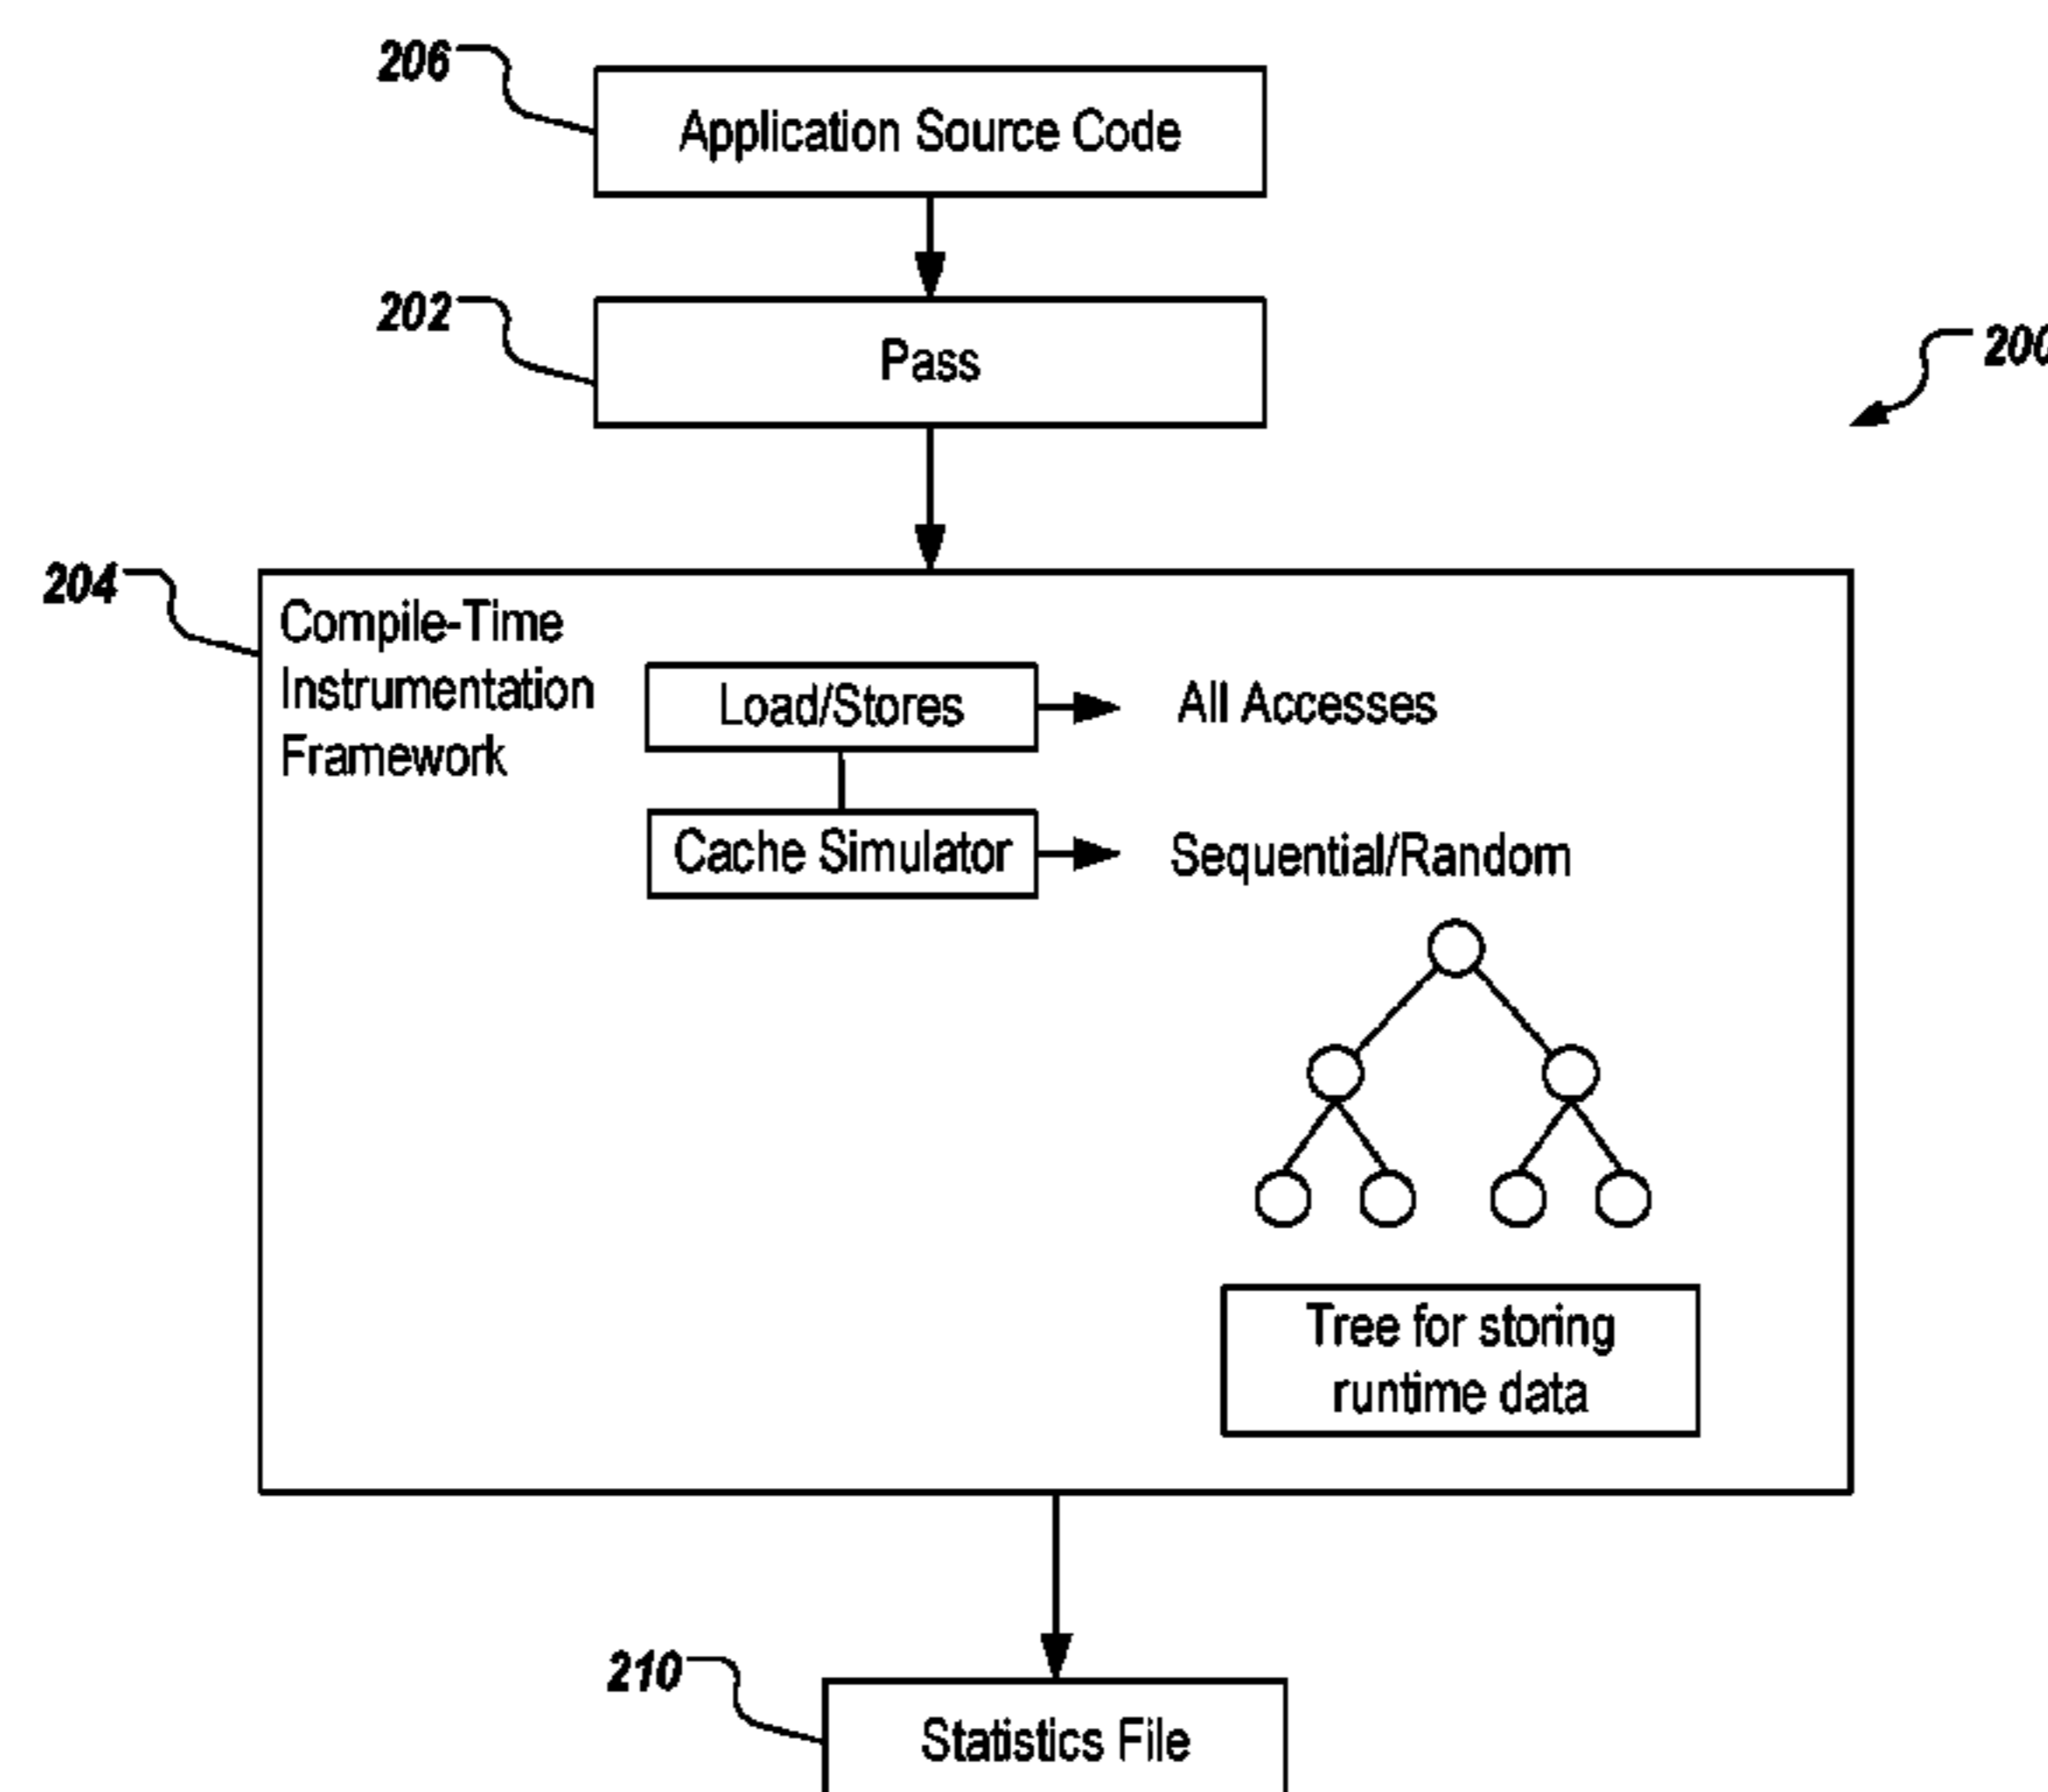 206
Application Source Code
202
Pass
200
204
Compile-Time
Instrumentation
Framework
Load/Stores
All Accesses
Cache Simulator
Sequential/Random
Tree for storing
runtime data
210
Statistics File